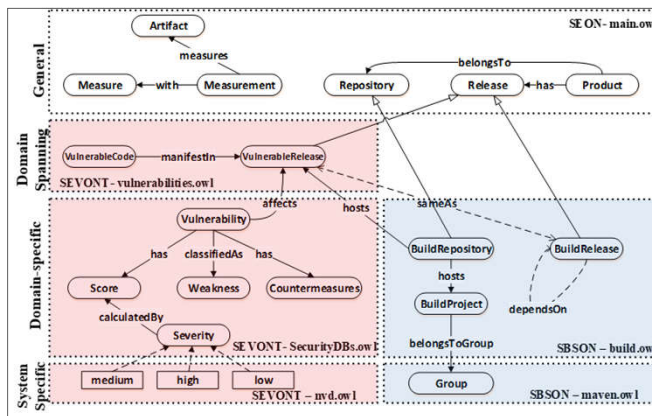 SEON- main.owl
General
Artifact
measures
Measure
with
Measurement
belongsTo
Repository
Release
has
Product
Domain
Spanning
VulnerableCode
manifestIn
VulnerableRelease
SEVONT- vulnerabilities.owl
Domain-specific
affects
sameAs
Vulnerability
hosts
has
classifiedAs
has
BuildRepository
BuildRelease
hosts
Score
Weakness
Countermeasures
BuildProject
dependsOn
calculatedBy
Severity
belongsToGroup
SEVONT- SecurityDBs.owl
SBSON – build.owl
System
Specific
medium
high
low
Group
SEVONT – nvd.owl
SBSON – maven.owl